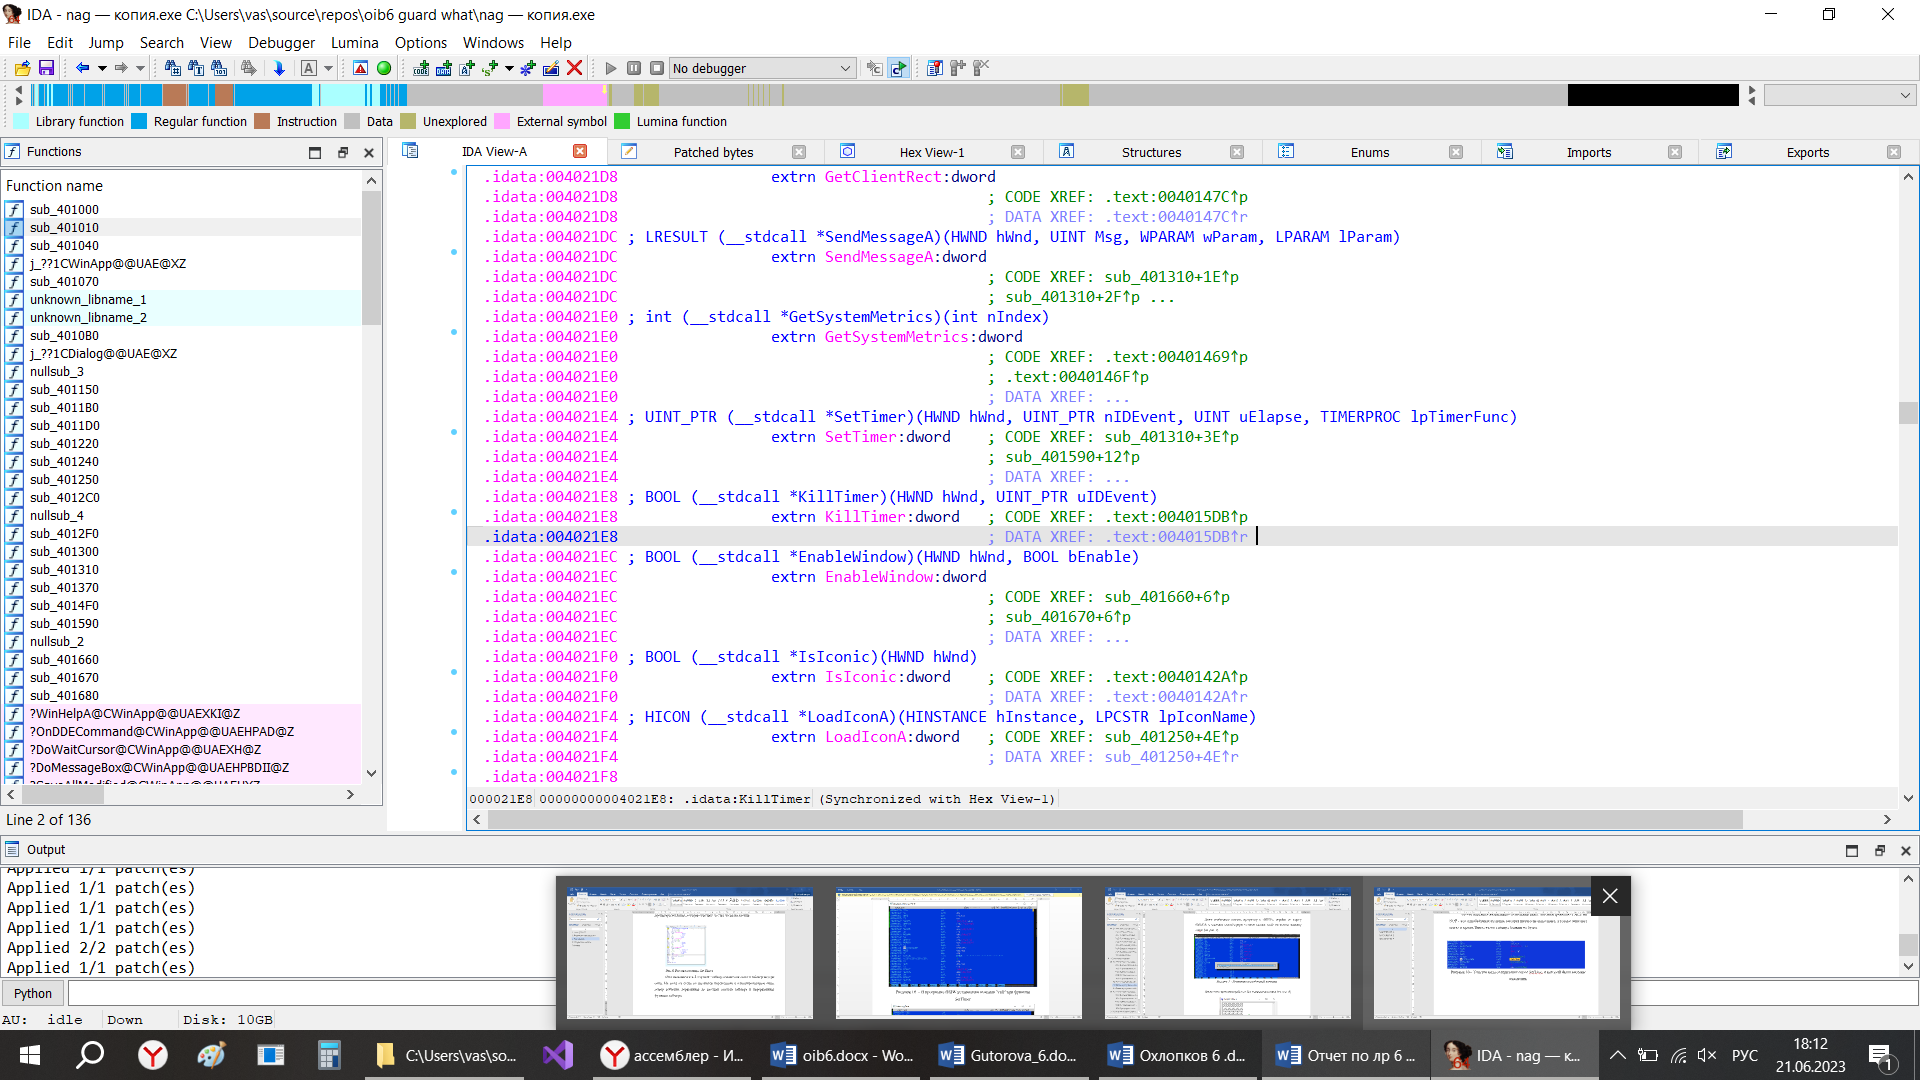 IDA - nag — копия.exe C:\Users\vas\source\repos\oib6 guard what\nag — копия.exe
File Edit Jump Search View Debugger Lumina Options Windows Help
No debugger
Library function Regular function Instruction Data Unexplored External symbol Lumina function
Functions
Function name
sub_401000
sub_401010
sub_401040
j_??1CWinApp@@UAE@XZ
sub_401070
unknown_libname_1
unknown_libname_2
sub_4010B0
j_??1CDialog@@UAE@XZ
nullsub_3
sub_401150
sub_4011B0
sub_4011D0
sub_401220
sub_401240
sub_401250
sub_4012C0
nullsub_4
sub_4012F0
sub_401300
sub_401310
sub_401370
sub_4014F0
sub_401590
nullsub_2
sub_401660
sub_401670
sub_401680
?WinHelpA@CWinApp@@UAEXKI@Z
?OnDDECommand@CWinApp@@UAEHPAD@Z
?DoWaitCursor@CWinApp@@UAEXH@Z
?DoMessageBox@CWinApp@@UAEHPBDII@Z
Line 2 of 136
IDA View-A Patched bytes Hex View-1 Structures Enums Imports Exports
.idata:004021D8 extrn GetClientRect:dword
.idata:004021D8 ; CODE XREF: .text:0040147C↑p
.idata:004021D8 ; DATA XREF: .text:0040147C↑r
.idata:004021DC ; LRESULT (__stdcall *SendMessageA)(HWND hWnd, UINT Msg, WPARAM wParam, LPARAM lParam)
.idata:004021DC extrn SendMessageA:dword
.idata:004021DC ; CODE XREF: sub_401310+1E↑p
.idata:004021DC ; sub_401310+2F↑p ...
.idata:004021E0 ; int (__stdcall *GetSystemMetrics)(int nIndex)
.idata:004021E0 extrn GetSystemMetrics:dword
.idata:004021E0 ; CODE XREF: .text:00401469↑p
.idata:004021E0 ; .text:0040146F↑p
.idata:004021E0 ; DATA XREF: ...
.idata:004021E4 ; UINT_PTR (__stdcall *SetTimer)(HWND hWnd, UINT_PTR nIDEvent, UINT uElapse, TIMERPROC lpTimerFunc)
.idata:004021E4 extrn SetTimer:dword ; CODE XREF: sub_401310+3E↑p
.idata:004021E4 ; sub_401590+12↑p
.idata:004021E4 ; DATA XREF: ...
.idata:004021E8 ; BOOL (__stdcall *KillTimer)(HWND hWnd, UINT_PTR uIDEvent)
.idata:004021E8 extrn KillTimer:dword ; CODE XREF: .text:004015DB↑p
.idata:004021E8 ; DATA XREF: .text:004015DB↑r
.idata:004021EC ; BOOL (__stdcall *EnableWindow)(HWND hWnd, BOOL bEnable)
.idata:004021EC extrn EnableWindow:dword
.idata:004021EC ; CODE XREF: sub_401660+6↑p
.idata:004021EC ; sub_401670+6↑p
.idata:004021EC ; DATA XREF: ...
.idata:004021F0 ; BOOL (__stdcall *IsIconic)(HWND hWnd)
.idata:004021F0 extrn IsIconic:dword ; CODE XREF: .text:0040142A↑p
.idata:004021F0 ; DATA XREF: .text:0040142A↑r
.idata:004021F4 ; HICON (__stdcall *LoadIconA)(HINSTANCE hInstance, LPCSTR lpIconName)
.idata:004021F4 extrn LoadIconA:dword ; CODE XREF: sub_401250+4E↑p
.idata:004021F4 ; DATA XREF: sub_401250+4E↑r
.idata:004021F8
000021E8 00000000004021E8: .idata:KillTimer (Synchronized with Hex View-1)
Output
Applied 1/1 patch(es)
Applied 1/1 patch(es)
Applied 1/1 patch(es)
Applied 1/1 patch(es)
Applied 2/2 patch(es)
Applied 1/1 patch(es)
Python
AU: idle Down Disk: 10GB
C:\Users\vas\so... ассемблер - И... oib6.docx - Wo... Gutorova_6.do... Охлопков 6 .d... Отчет по лр 6 ... IDA - nag — к... РУС 18:12
21.06.2023
1